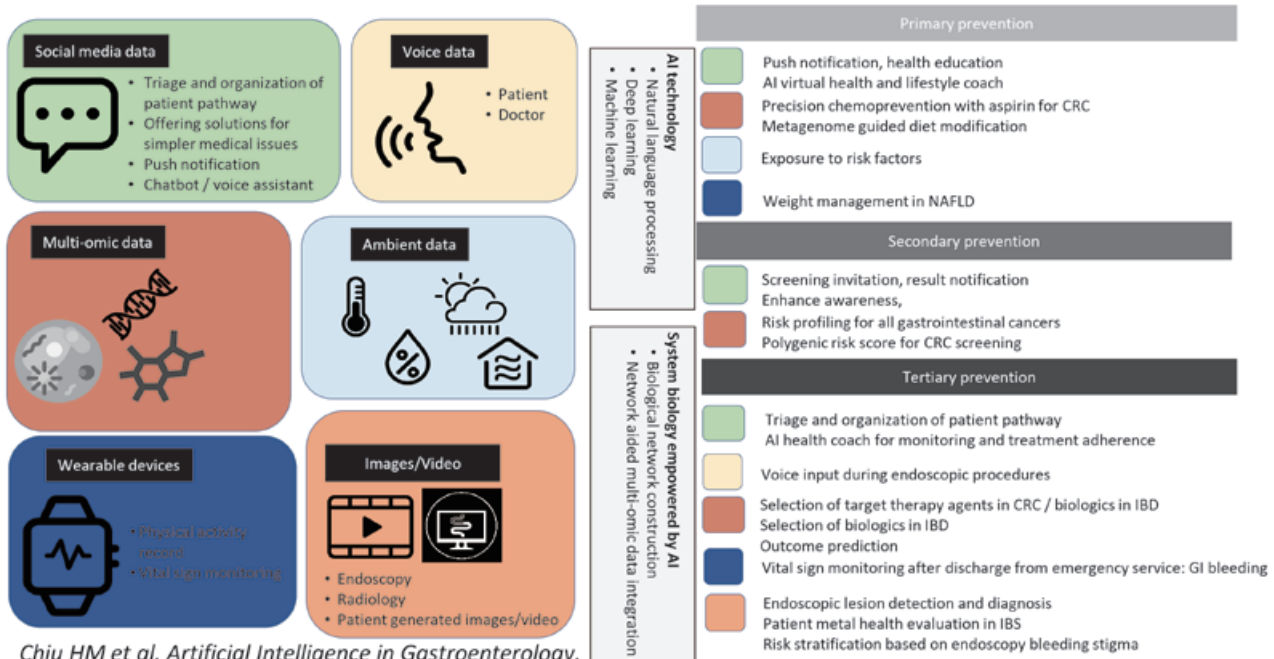 Social media data
• Triage and organization of
patient pathway
• Offering solutions for
simpler medical issues
• Push notification
• Chatbot / voice assistant
Voice data
• Patient
• Doctor
Multi-omic data
Ambient data
%
Wearable devices
• Physical activity
record
• Vital sign monitoring
Images/Video
• Endoscopy
• Radiology
• Patient generated images/video
AI technology
• Natural language processing
• Deep learning
• Machine learning
System biology empowered by AI
• Biological network construction
• Network aided multi-omic data integration
Primary prevention
Push notification, health education
AI virtual health and lifestyle coach
Precision chemoprevention with aspirin for CRC
Metagenome guided diet modification
Exposure to risk factors
Weight management in NAFLD
Secondary prevention
Screening invitation, result notification
Enhance awareness,
Risk profiling for all gastrointestinal cancers
Polygenic risk score for CRC screening
Tertiary prevention
Triage and organization of patient pathway
AI health coach for monitoring and treatment adherence
Voice input during endoscopic procedures
Selection of target therapy agents in CRC / biologics in IBD
Selection of biologics in IBD
Outcome prediction
Vital sign monitoring after discharge from emergency service: GI bleeding
Endoscopic lesion detection and diagnosis
Patient metal health evaluation in IBS
Risk stratification based on endoscopy bleeding stigma
Chiu HM et al. Artificial Intelligence in Gastroenterology.